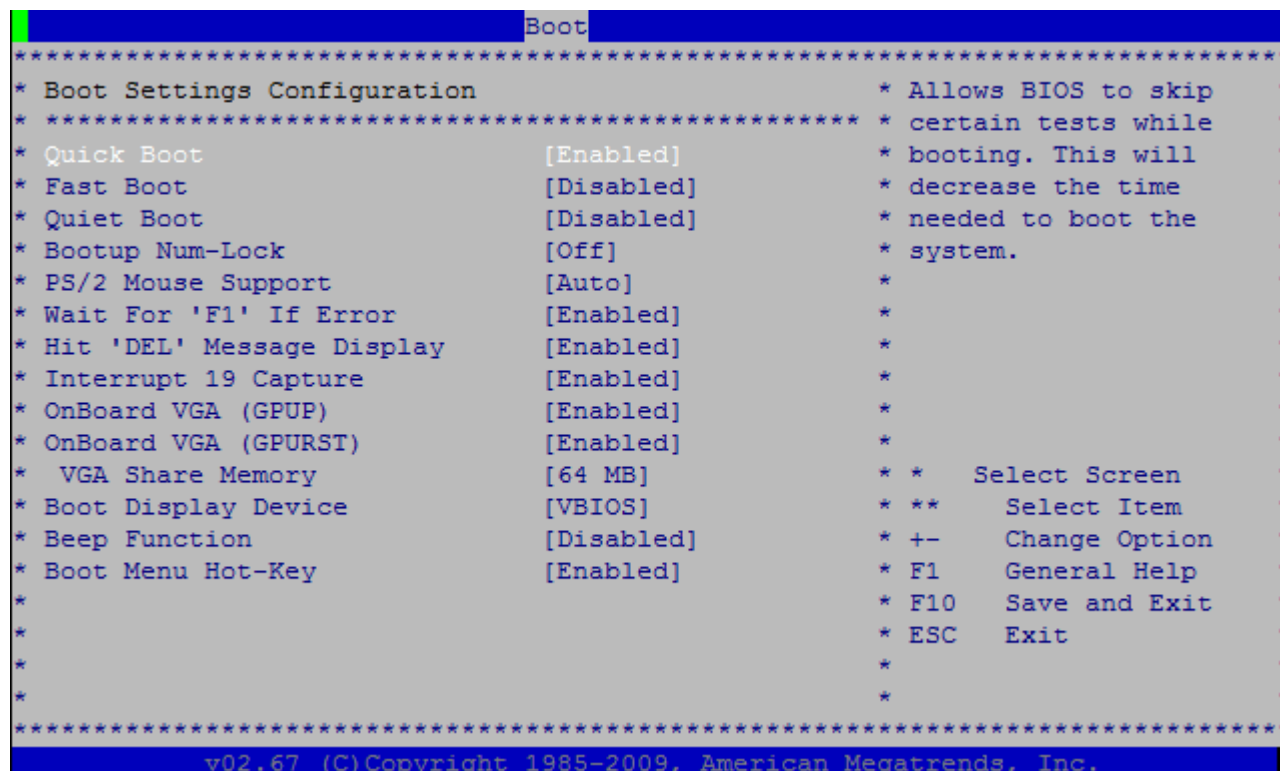 Boot
********************************************************************************
* Boot Settings Configuration * Allows BIOS to skip
* *************************************************** * certain tests while
* Quick Boot [Enabled] * booting. This will
* Fast Boot [Disabled] * decrease the time
* Quiet Boot [Disabled] * needed to boot the
* Bootup Num-Lock [Off] * system.
* PS/2 Mouse Support [Auto] *
* Wait For 'F1' If Error [Enabled] *
* Hit 'DEL' Message Display [Enabled] *
* Interrupt 19 Capture [Enabled] *
* OnBoard VGA (GPUP) [Enabled] *
* OnBoard VGA (GPURST) [Enabled] *
* VGA Share Memory [64 MB] * * Select Screen
* Boot Display Device [VBIOS] * ** Select Item
* Beep Function [Disabled] * +- Change Option
* Boot Menu Hot-Key [Enabled] * F1 General Help
* * F10 Save and Exit
* * ESC Exit
* *
* *
********************************************************************************
v02.67 (C)Copyright 1985-2009, American Megatrends, Inc.